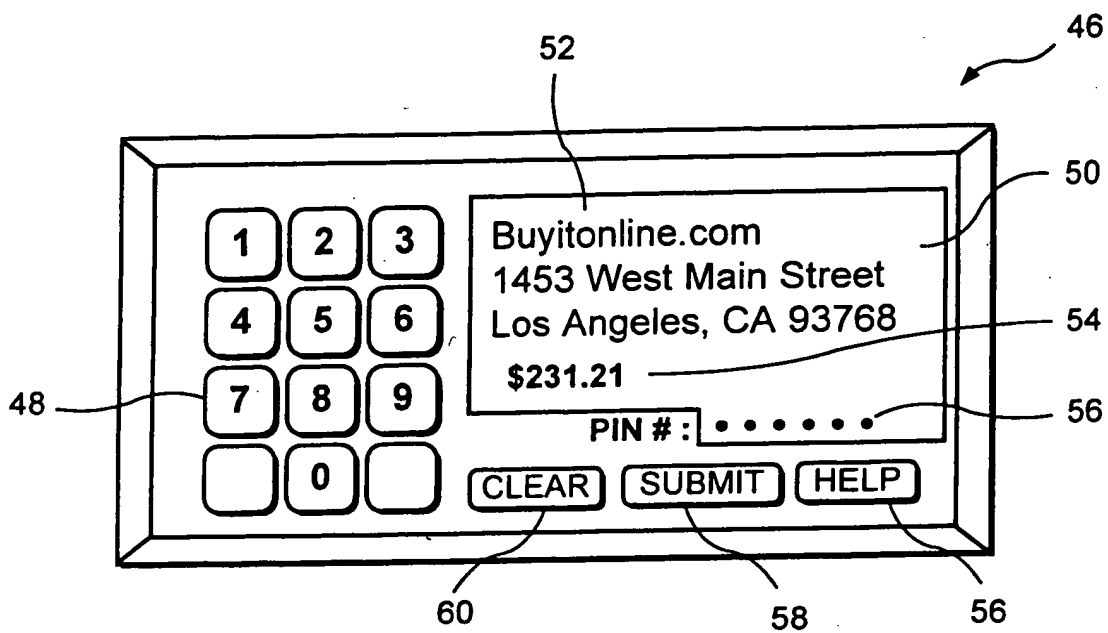 46
52
50
1 2 3
Buyitonline.com
1453 West Main Street
4 5 6
Los Angeles, CA 93768
54
$231.21
48
7 8 9
56
PIN # : • • • • • •
0
CLEAR SUBMIT HELP
60
58
56